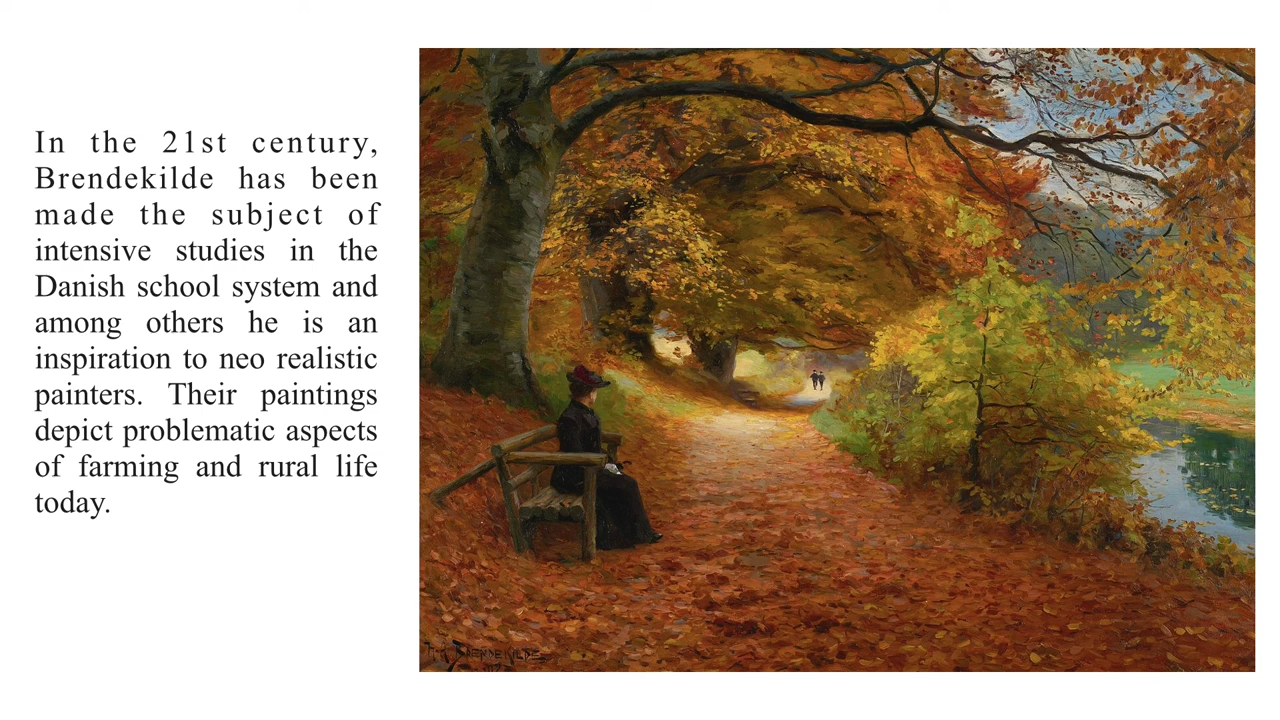 In the 21st century,
Brendekilde has been
made the subject of
intensive studies in the
Danish school system and
among others he is an
inspiration to neo realistic
painters. Their paintings
depict problematic aspects
of farming and rural life
today.
H.A. BRENDEKILDE